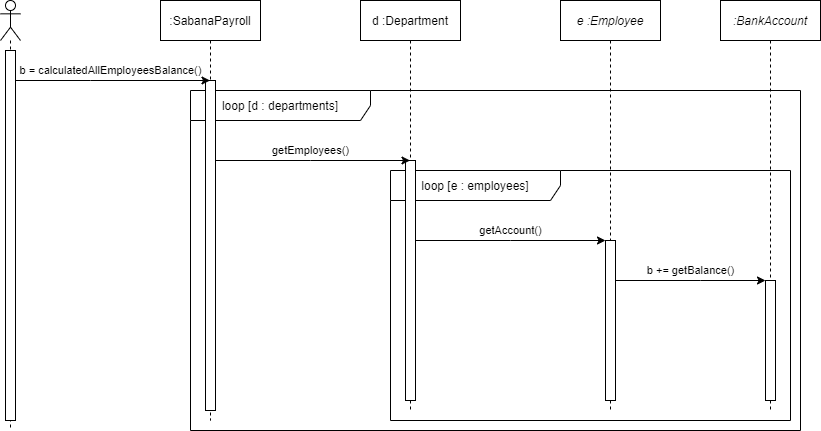 :SabanaPayroll
d :Department
e :Employee
:BankAccount
b = calculatedAllEmployeesBalance()
loop [d : departments]
getEmployees()
loop [e : employees]
getAccount()
b += getBalance()